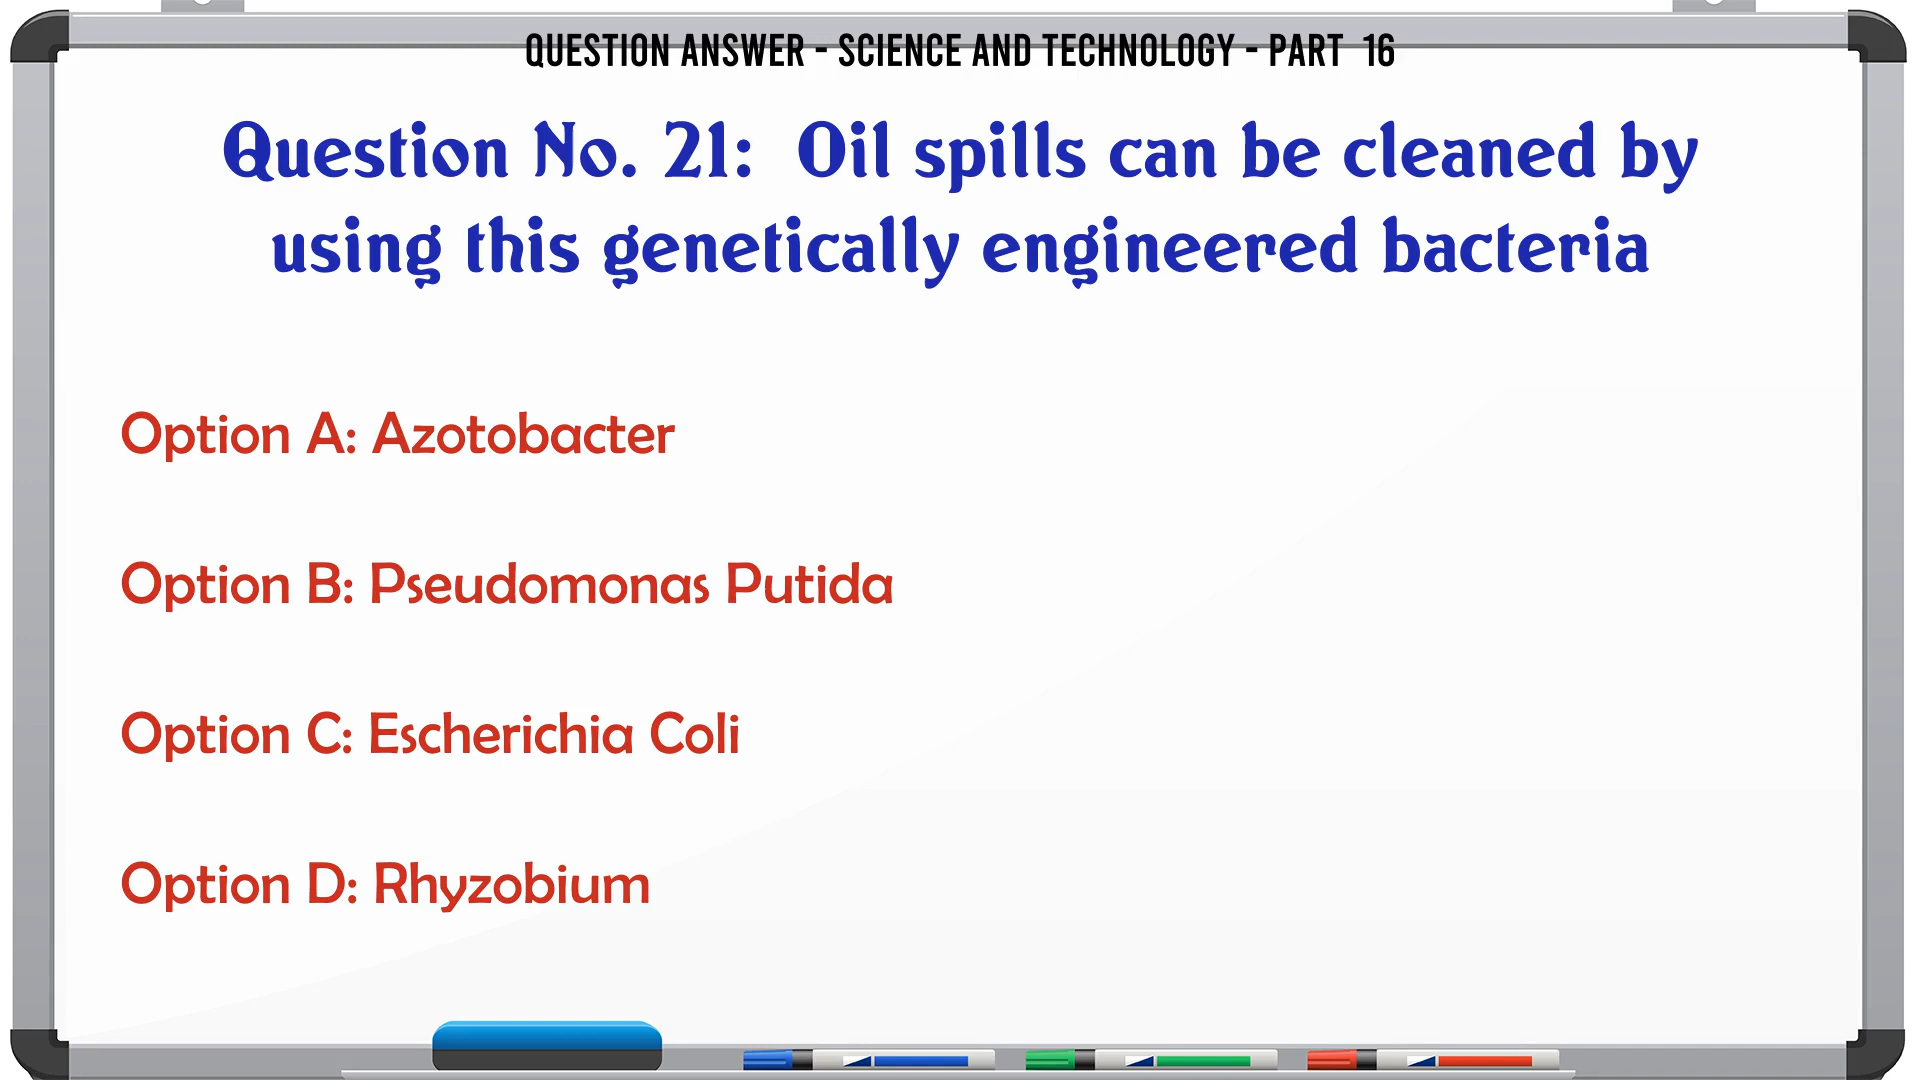 QUESTION ANSWER - SCIENCE AND TECHNOLOGY - PART 16
Question No. 21: Oil spills can be cleaned by
using this genetically engineered bacteria
Option A: Azotobacter
Option B: Pseudomonas Putida
Option C: Escherichia Coli
Option D: Rhyzobium